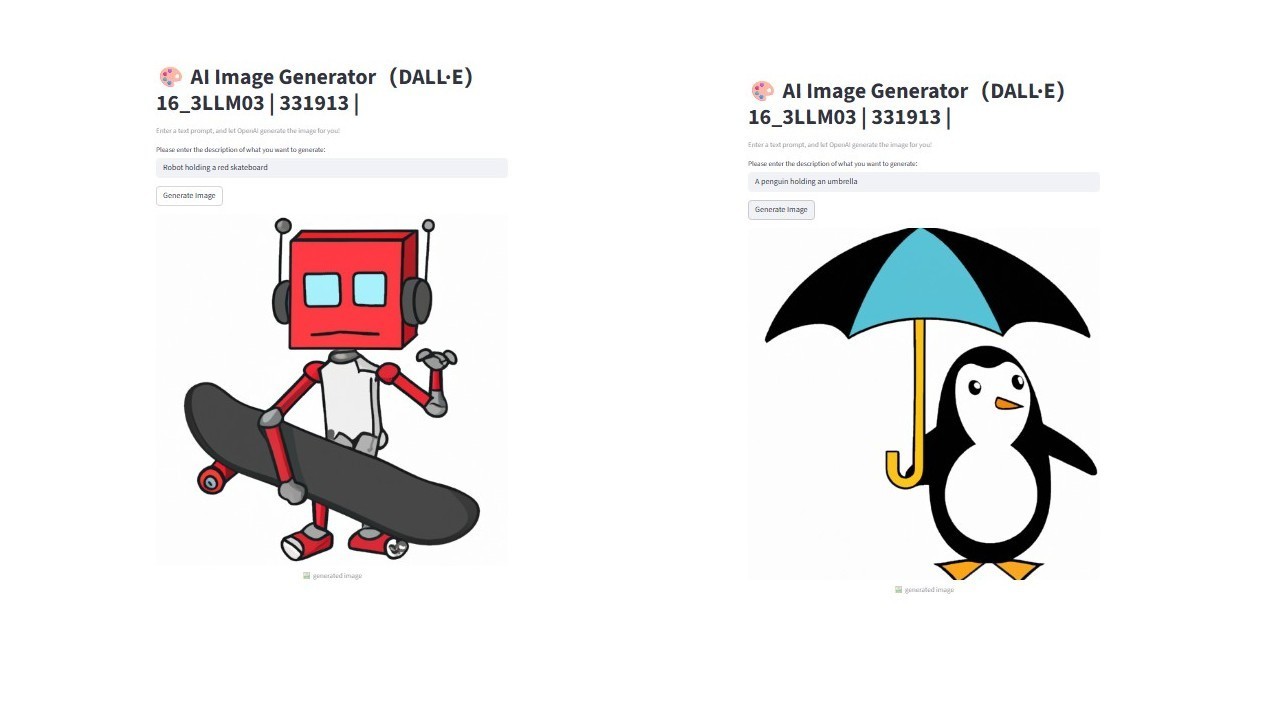 🎨 AI Image Generator（DALL·E）
16_3LLM03 | 331913 |
Enter a text prompt, and let OpenAI generate the image for you!
Please enter the description of what you want to generate:
Robot holding a red skateboard
Generate Image
generated image
🎨 AI Image Generator（DALL·E）
16_3LLM03 | 331913 |
Enter a text prompt, and let OpenAI generate the image for you!
Please enter the description of what you want to generate:
A penguin holding an umbrella
Generate Image
generated image